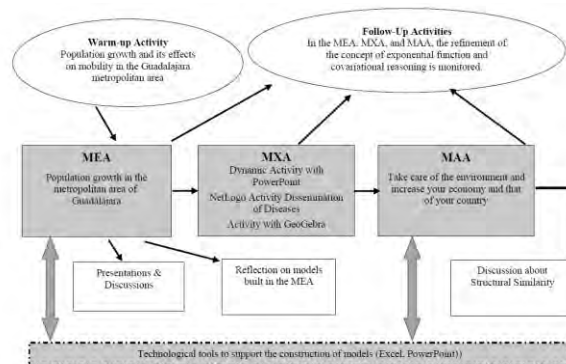 Warm-up Activity
Population growth and its effects
on mobility in the Guadalajara
metropolitan area
Follow-Up Activities
In the MEA, MXA, and MAA, the refinement of
the concept of exponential function and
covariational reasoning is monitored.
MEA
Population growth in the
metropolitan area of
Guadalajara
MXA
Dynamic Activity with
PowerPoint
NetLogo Activity Dissemination
of Diseases
Activity with GeoGebra
MAA
Take care of the environment and
increase your economy and that
of your country
Presentations &
Discussions
Reflection on models
built in the MEA
Discussion about
Structural Similarity
Technological tools to support the construction of models (Excel, PowerPoint))